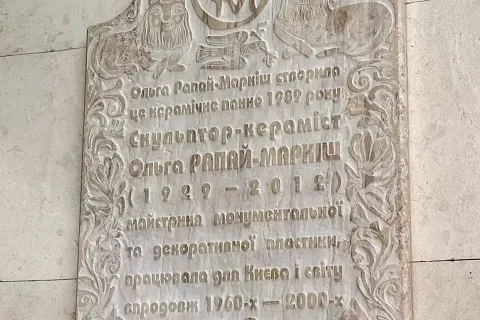 Ольга Рапай-Маркіш створила
це керамічне панно 1989 року
Скульптор-кераміст
Ольга РАПАЙ-МАРКІШ
(1929 – 2012)
майстриня монументальної
та декоративної пластики,
працювала для Києва і світу
впродовж 1960-х – 2000-х